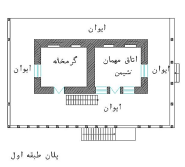 ایوان
گرمخانه
اتاق مهمان
نشیمن
ایوان
ایوان
ایوان
پلان طبقه اول